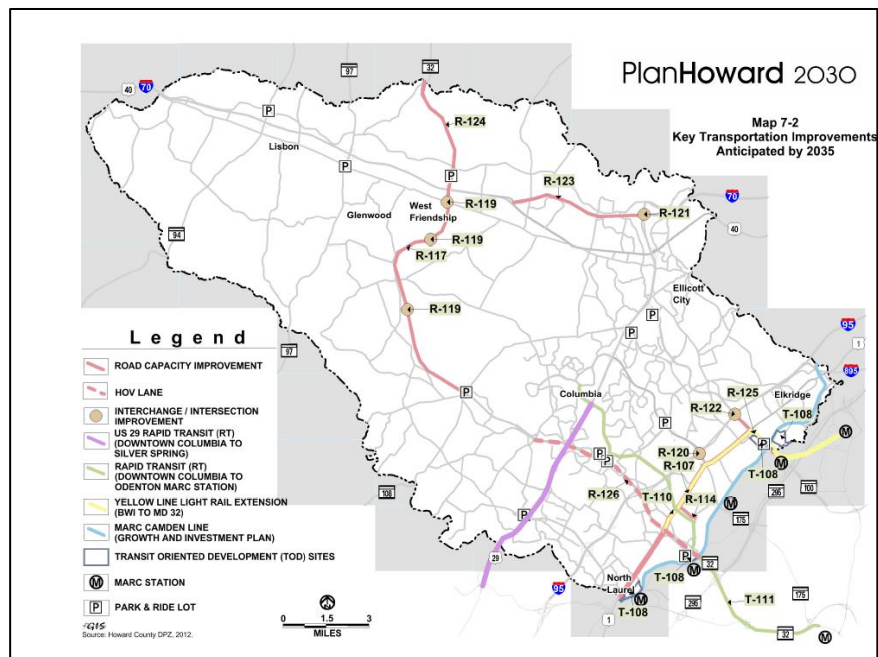 PlanHoward 2030
Map 7-2
Key Transportation Improvements
Anticipated by 2035
97
32
40
70
P
R-124
Lisbon
P
P
R-123
R-119
West
Friendship
Glenwood
R-121
70
40
94
R-119
R-117
Ellicott
City
R-119
P
P
95
1
895
97
Legend
ROAD CAPACITY IMPROVEMENT
HOV LANE
INTERCHANGE / INTERSECTION
IMPROVEMENT
US 29 RAPID TRANSIT (RT)
(DOWNTOWN COLUMBIA TO
SILVER SPRING)
RAPID TRANSIT (RT)
(DOWNTOWN COLUMBIA TO
ODENTON MARC STATION)
YELLOW LINE LIGHT RAIL EXTENSION
(BWI TO MD 32)
MARC CAMDEN LINE
(GROWTH AND INVESTMENT PLAN)
TRANSIT ORIENTED DEVELOPMENT (TOD) SITES
M
MARC STATION
P
PARK & RIDE LOT
GIS
Source: Howard County DPZ, 2012.
1.5
0
3
MILES
P
Columbia
R-125
Elkridge
R-122
T-108
P
M
P
P
P
R-120
R-107
T-108
M
R-126
T-110
R-114
295
100
M
108
P
175
29
P
M
32
T-108
North
Laurel
95
T-108
M
1
295
T-111
175
32
M